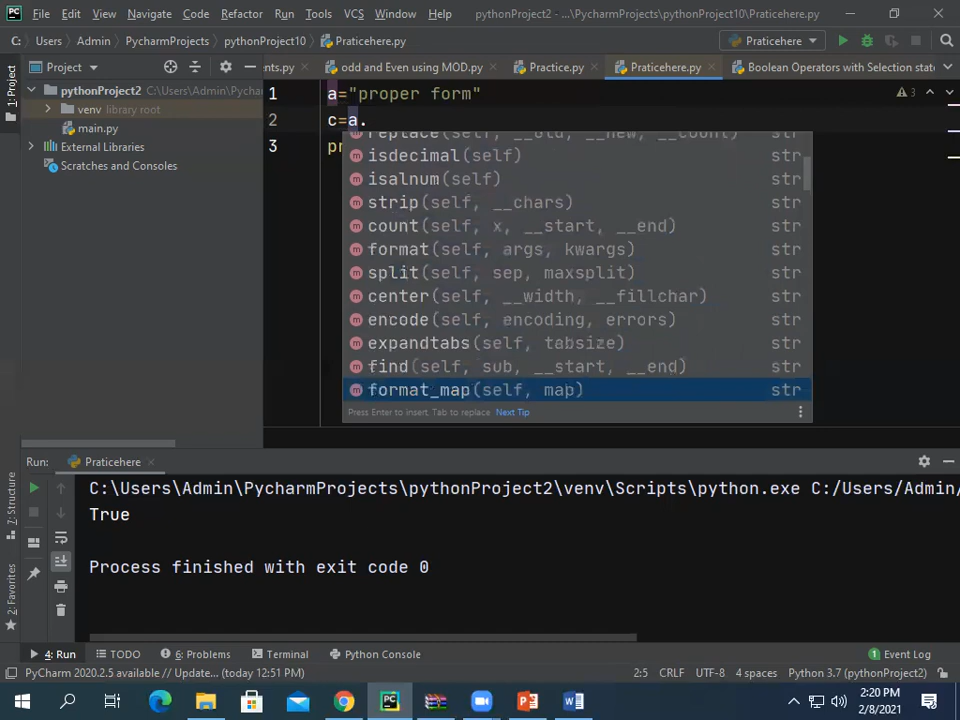 PC File Edit View Navigate Code Refactor Run Tools VCS Window Help pythonProject2 - ...\PycharmProjects\pythonProject10\Praticehere.py
C: Users Admin PycharmProjects pythonProject10 Praticehere.py Praticehere
Project nts.py odd and Even using MOD.py Practice.py Praticehere.py Boolean Operators with Selection state
1: Project
pythonProject2 C:\Users\Admin\Pycha
venv library root
main.py
External Libraries
Scratches and Consoles
1 a="proper form" 3
2 c=a.
3 pr
replace(self, __old, __new, __count) str
isdecimal(self) str
isalnum(self) str
strip(self, __chars) str
count(self, x, __start, __end) str
format(self, args, kwargs) str
split(self, sep, maxsplit) str
center(self, __width, __fillchar) str
encode(self, encoding, errors) str
expandtabs(self, tabsize) str
find(self, sub, __start, __end) str
format_map(self, map) str
Press Enter to insert, Tab to replace Next Tip
Run: Praticehere
C:\Users\Admin\PycharmProjects\pythonProject2\venv\Scripts\python.exe C:/Users/Admin/
True
Process finished with exit code 0
Z: Structure
2: Favorites
4: Run TODO 6: Problems Terminal Python Console 1 Event Log
PyCharm 2020.2.5 available // Update... (today 12:51 PM) 2:5 CRLF UTF-8 4 spaces Python 3.7 (pythonProject2)
2:20 PM
2/8/2021